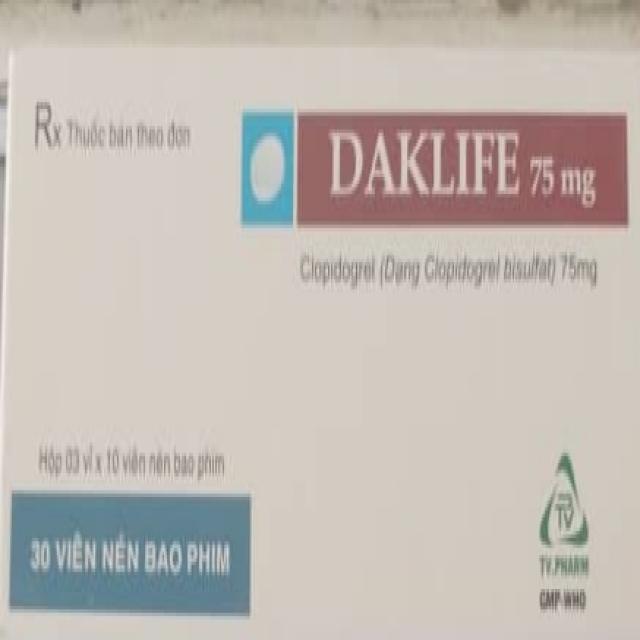 Rx Thuốc bán theo đơn
DAKLIFE 75 mg
Clopidogrel (Dạng Clopidogrel bisulfat) 75mg
Hộp 03 vỉ x 10 viên nén bao phim
30 VIÊN NÉN BAO PHIM
TV
TV.PHARM
GMP-WHO